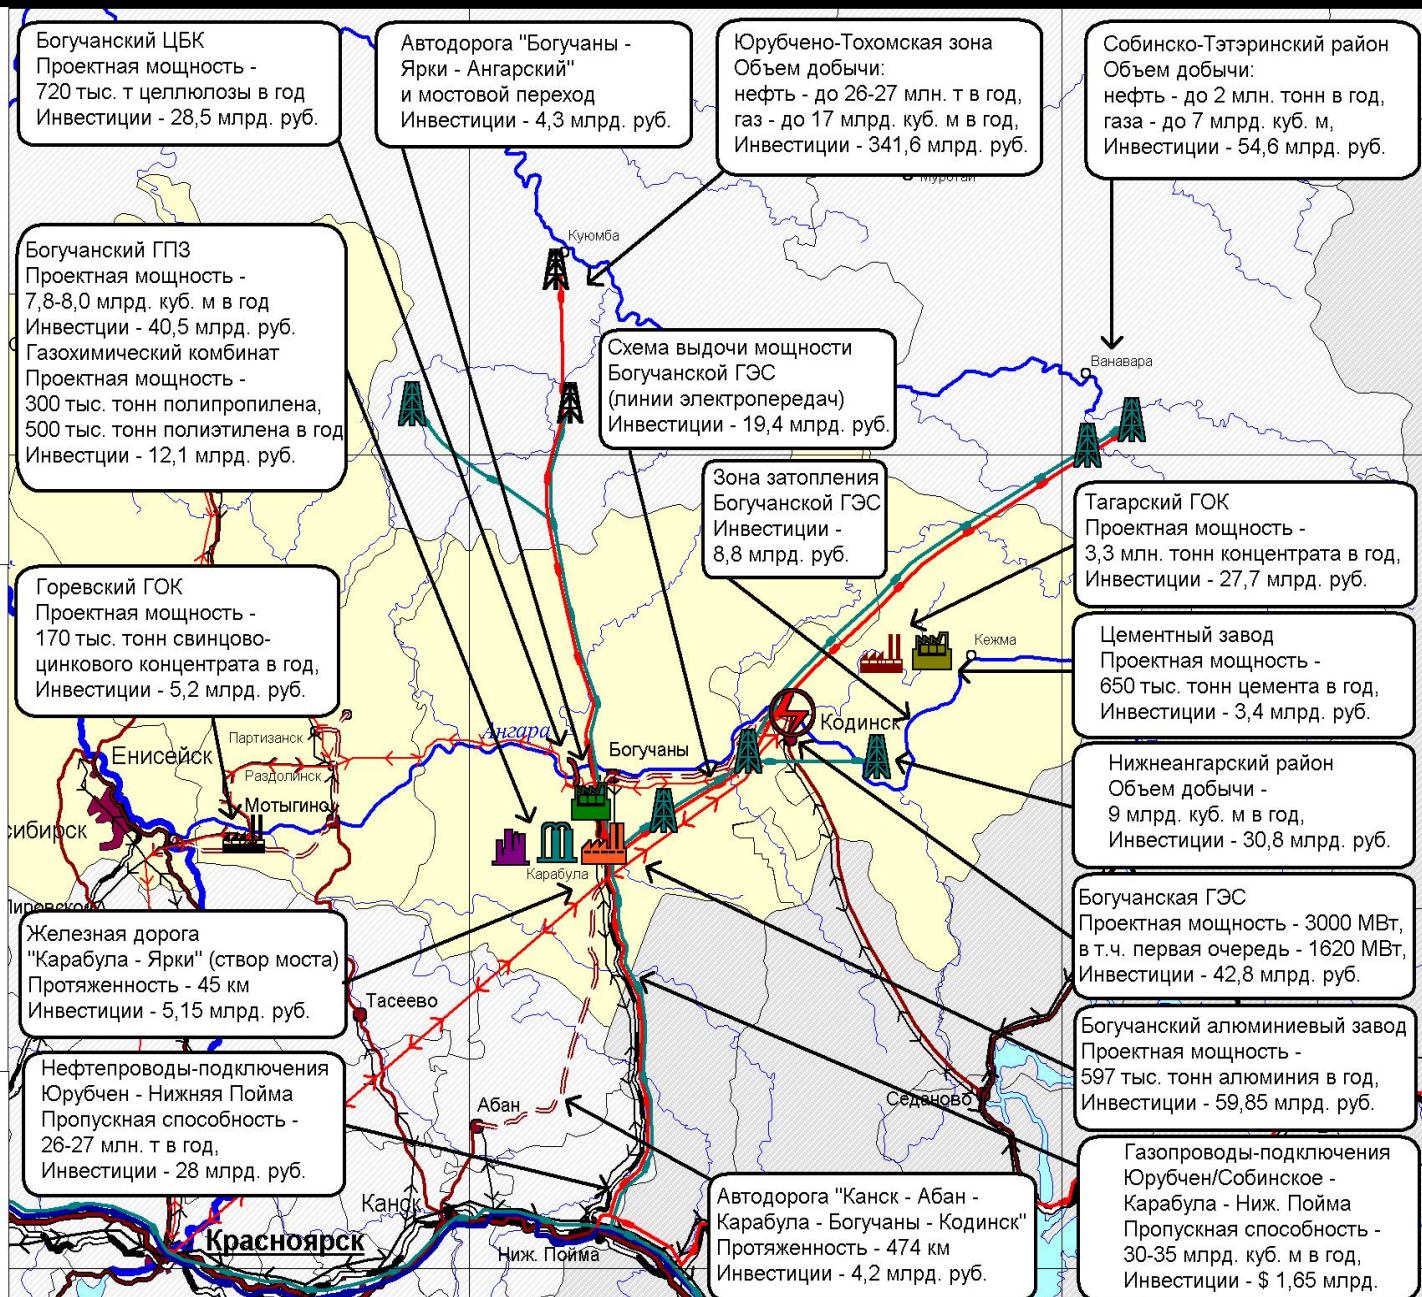 Богучанский ЦБК
Проектная мощность -
720 тыс. т целлюлозы в год
Инвестиции - 28,5 млрд. руб.
Автодорога "Богучаны -
Ярки - Ангарский"
и мостовой переход
Инвестиции - 4,3 млрд. руб.
Юрубчено-Тохомская зона
Объем добычи:
нефть - до 26-27 млн. т в год,
газ - до 17 млрд. куб. м в год,
Инвестиции - 341,6 млрд. руб.
Собинско-Тэтэринский район
Объем добычи:
нефть - до 2 млн. тонн в год,
газа - до 7 млрд. куб. м,
Инвестиции - 54,6 млрд. руб.
Куюмба
Богучанский ГПЗ
Проектная мощность -
7,8-8,0 млрд. куб. м в год
Инвестции - 40,5 млрд. руб.
Газохимический комбинат
Проектная мощность -
300 тыс. тонн полипропилена,
500 тыс. тонн полиэтилена в год
Инвестции - 12,1 млрд. руб.
Схема выдочи мощности
Богучанской ГЭС
(линии электропередач)
Инвестиции - 19,4 млрд. руб.
Ванавара
Зона затопления
Богучанской ГЭС
Инвестиции -
8,8 млрд. руб.
Тагарский ГОК
Проектная мощность -
3,3 млн. тонн концентрата в год,
Инвестиции - 27,7 млрд. руб.
Горевский ГОК
Проектная мощность -
170 тыс. тонн свинцово-
цинкового концентрата в год,
Инвестиции - 5,2 млрд. руб.
Кежма
Цементный завод
Проектная мощность -
650 тыс. тонн цемента в год,
Инвестиции - 3,4 млрд. руб.
Кодинск
Ангара
Богучаны
Партизанск
Енисейск
Раздолинск
Мотыгино
сибирск
Нижнеангарский район
Объем добычи -
9 млрд. куб. м в год,
Инвестиции - 30,8 млрд. руб.
Карабула
Богучанская ГЭС
Проектная мощность - 3000 МВт,
в т.ч. первая очередь - 1620 МВт,
Инвестиции - 42,8 млрд. руб.
Железная дорога
"Карабула - Ярки" (створ моста)
Протяженность - 45 км
Инвестиции - 5,15 млрд. руб.
Тасеево
Богучанский алюминиевый завод
Проектная мощность -
597 тыс. тонн алюминия в год,
Инвестиции - 59,85 млрд. руб.
Нефтепроводы-подключения
Юрубчен - Нижняя Пойма
Пропускная способность -
26-27 млн. т в год,
Инвестиции - 28 млрд. руб.
Абан
Седаново
Газопроводы-подключения
Юрубчен/Собинское -
Карабула - Ниж. Пойма
Пропускная способность -
30-35 млрд. куб. м в год,
Инвестиции - $ 1,65 млрд.
Автодорога "Канск - Абан -
Карабула - Богучаны - Кодинск"
Протяженность - 474 км
Инвестиции - 4,2 млрд. руб.
Канск
Красноярск
Ниж. Пойма